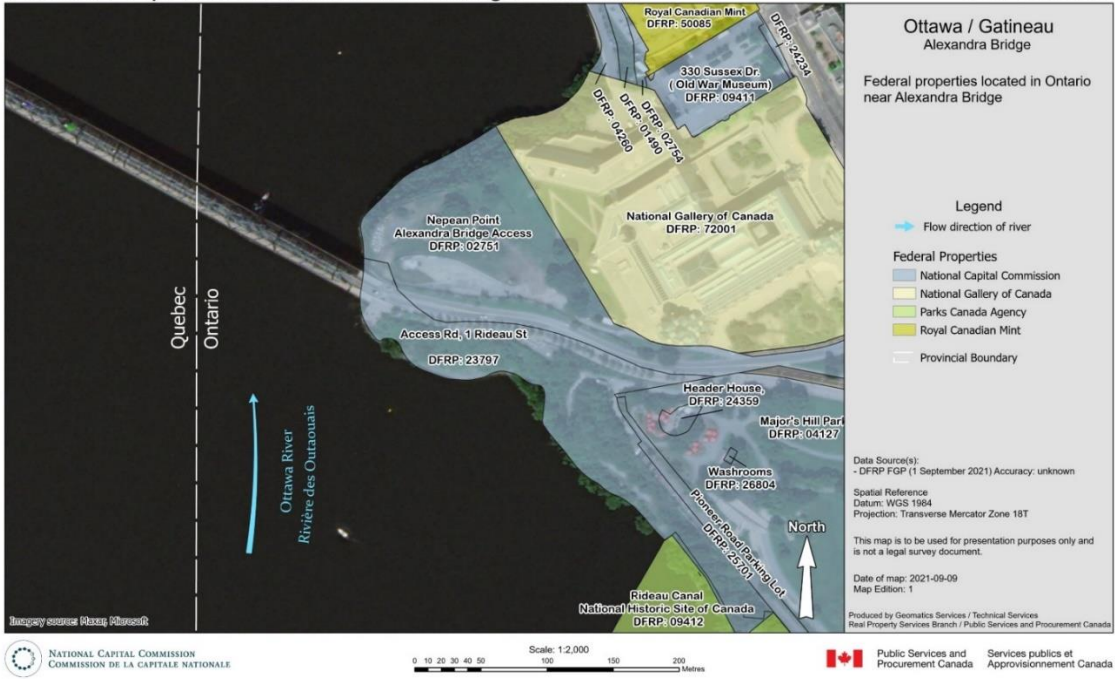 Royal Canadian Mint
DFRP: 50085
DFRP: 24234
330 Sussex Dr.
( Old War Museum)
DFRP: 09411
DFRP: 04260
DFRP: 01490
DFRP: 02754
National Gallery of Canada
DFRP: 72001
Nepean Point
Alexandra Bridge Access
DFRP: 02751
Quebec
Ontario
Access Rd, 1 Rideau St
DFRP: 23797
Header House,
DFRP: 24359
Major's Hill Park
DFRP: 04127
Washrooms
DFRP: 26804
Pioneer Road Parking Lot
DFRP: 25701
Ottawa River
Rivière des Outaouais
Rideau Canal
National Historic Site of Canada
DFRP: 09412
North
Imagery source: Maxar, Microsoft
Ottawa / Gatineau
Alexandra Bridge
Federal properties located in Ontario
near Alexandra Bridge
Legend
Flow direction of river
Federal Properties
National Capital Commission
National Gallery of Canada
Parks Canada Agency
Royal Canadian Mint
Provincial Boundary
Data Source(s):
- DFRP FGP (1 September 2021) Accuracy: unknown
Spatial Reference
Datum: WGS 1984
Projection: Transverse Mercator Zone 18T
This map is to be used for presentation purposes only and
is not a legal survey document.
Date of map: 2021-09-09
Map Edition: 1
Produced by Geomatics Services / Technical Services
Real Property Services Branch / Public Services and Procurement Canada
NATIONAL CAPITAL COMMISSION
COMMISSION DE LA CAPITALE NATIONALE
Scale: 1:2,000
0 10 20 30 40 50 100 150 200
Metres
Public Services and
Procurement Canada
Services publics et
Approvisionnement Canada